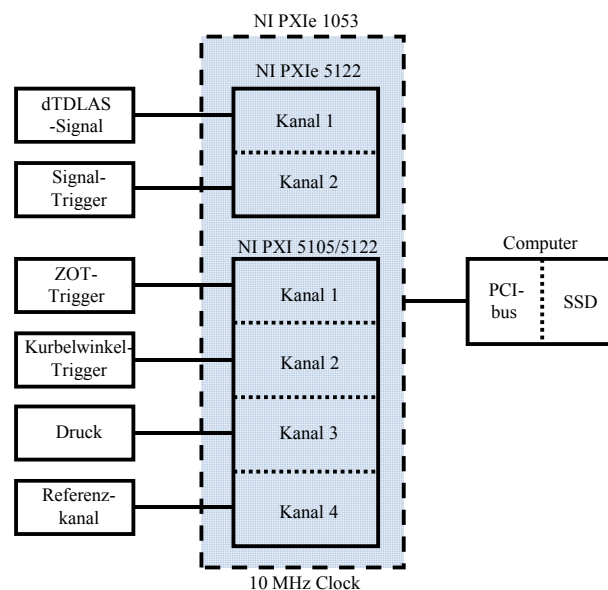 NI PXIe 1053
NI PXIe 5122
dTDLAS
-Signal
Kanal 1
Signal-
Trigger
Kanal 2
NI PXI 5105/5122
ZOT-
Trigger
Kanal 1
Kurbelwinkel-
Trigger
Kanal 2
Druck
Kanal 3
Referenz-
kanal
Kanal 4
10 MHz Clock
Computer
PCI-
bus
SSD